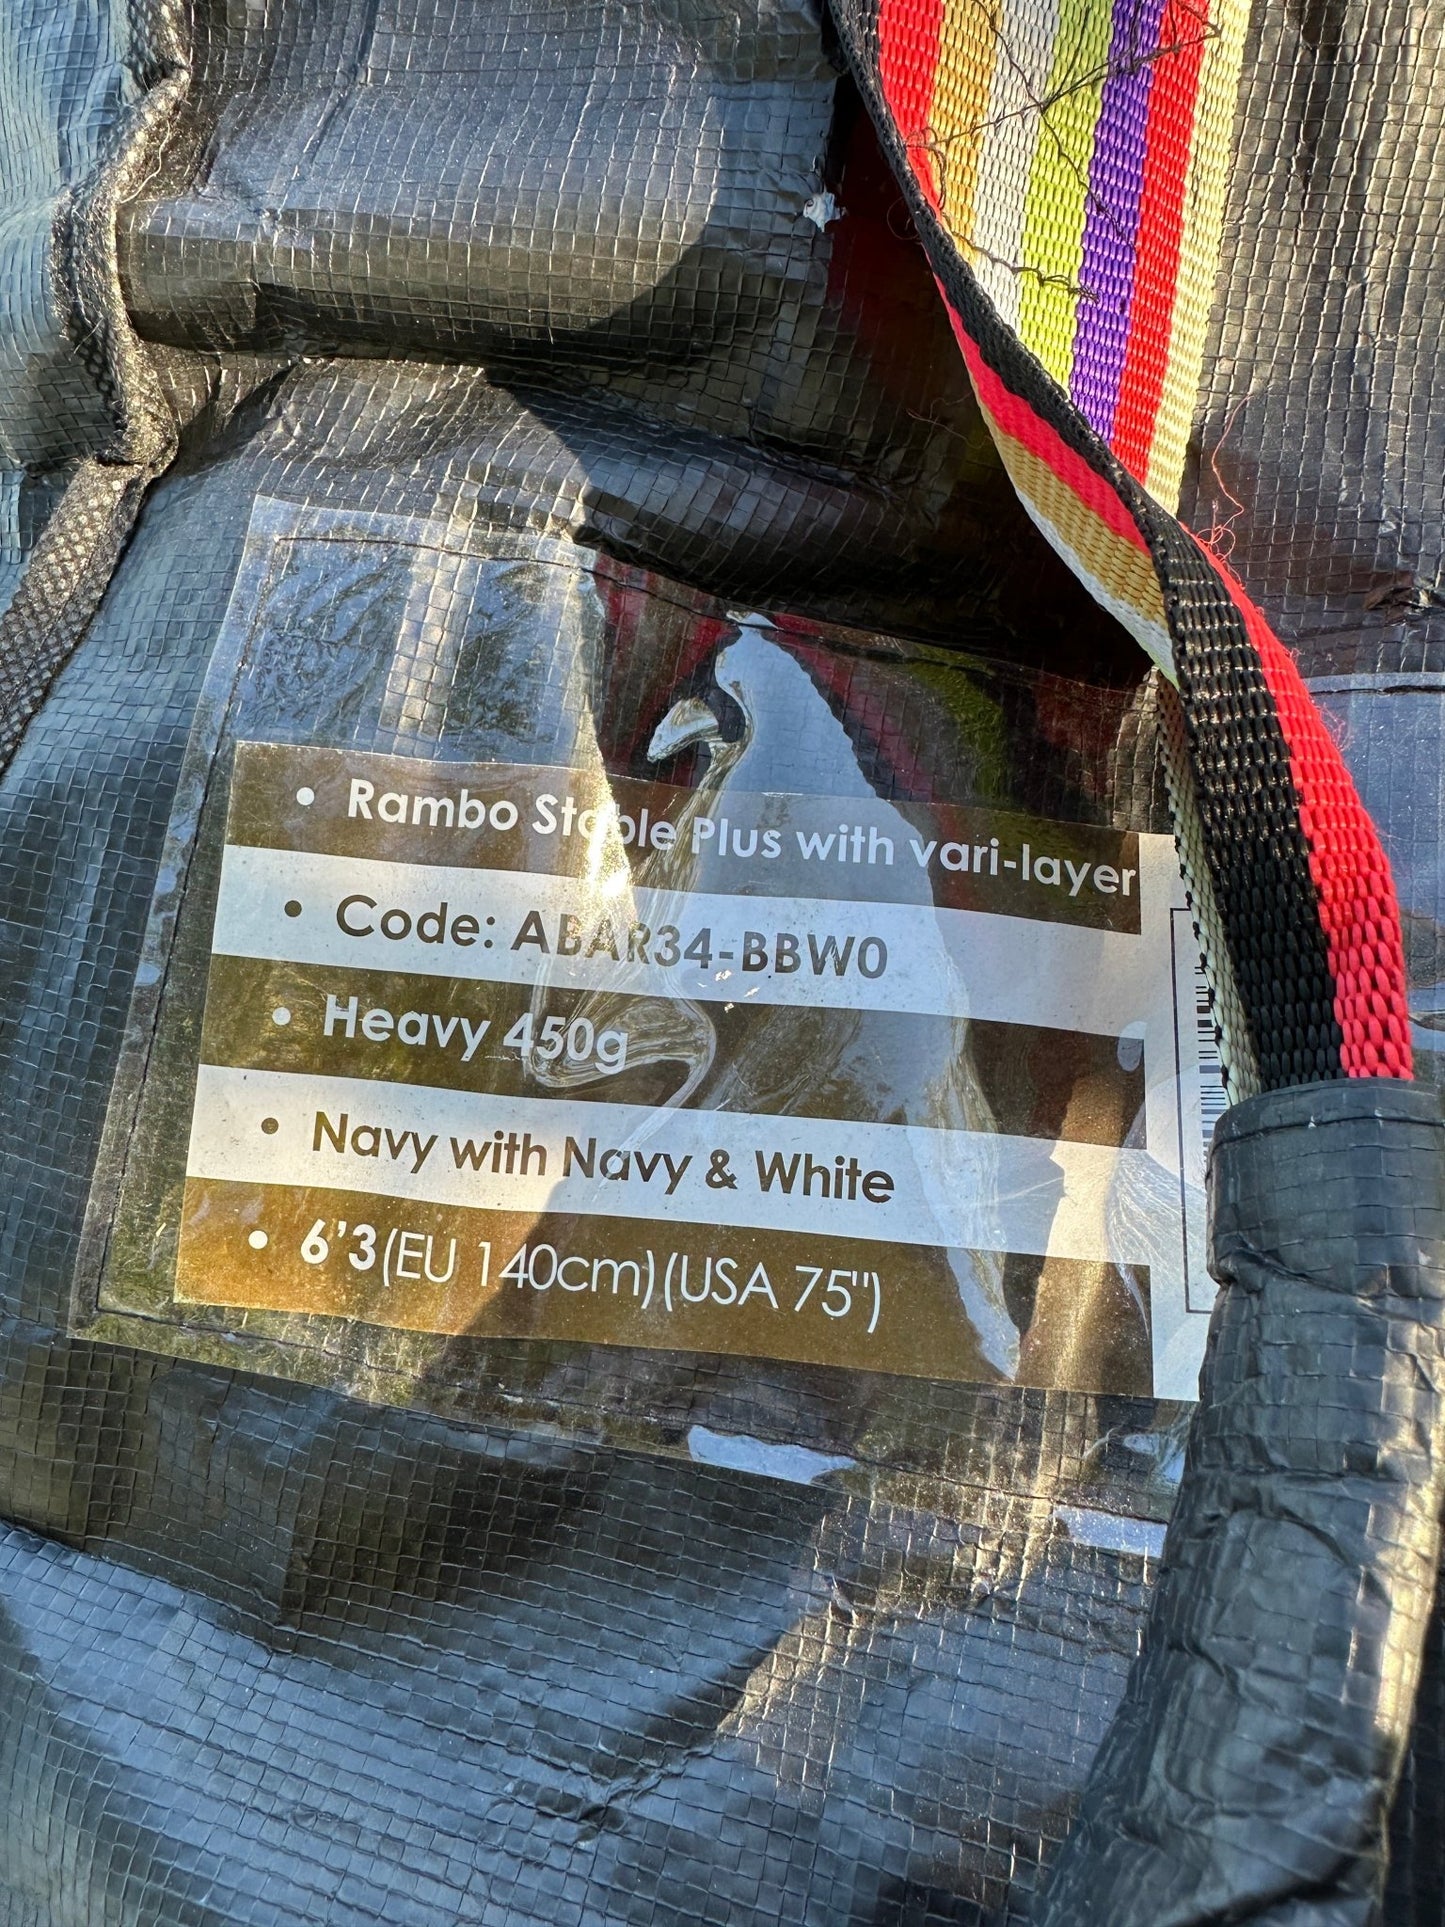 • Rambo Stable Plus with vari-layer
• Code: ABAR34-BBW0
• Heavy 450g
• Navy with Navy & White
• 6’3(EU 140cm)(USA 75")